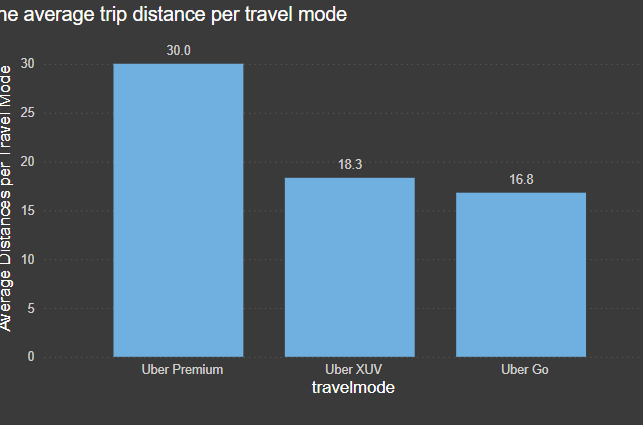 ne average trip distance per travel mode
Average Distances per Travel Mode
30.0
18.3
16.8
30
25
20
15
10
5
0
Uber Premium
Uber XUV
Uber Go
travelmode